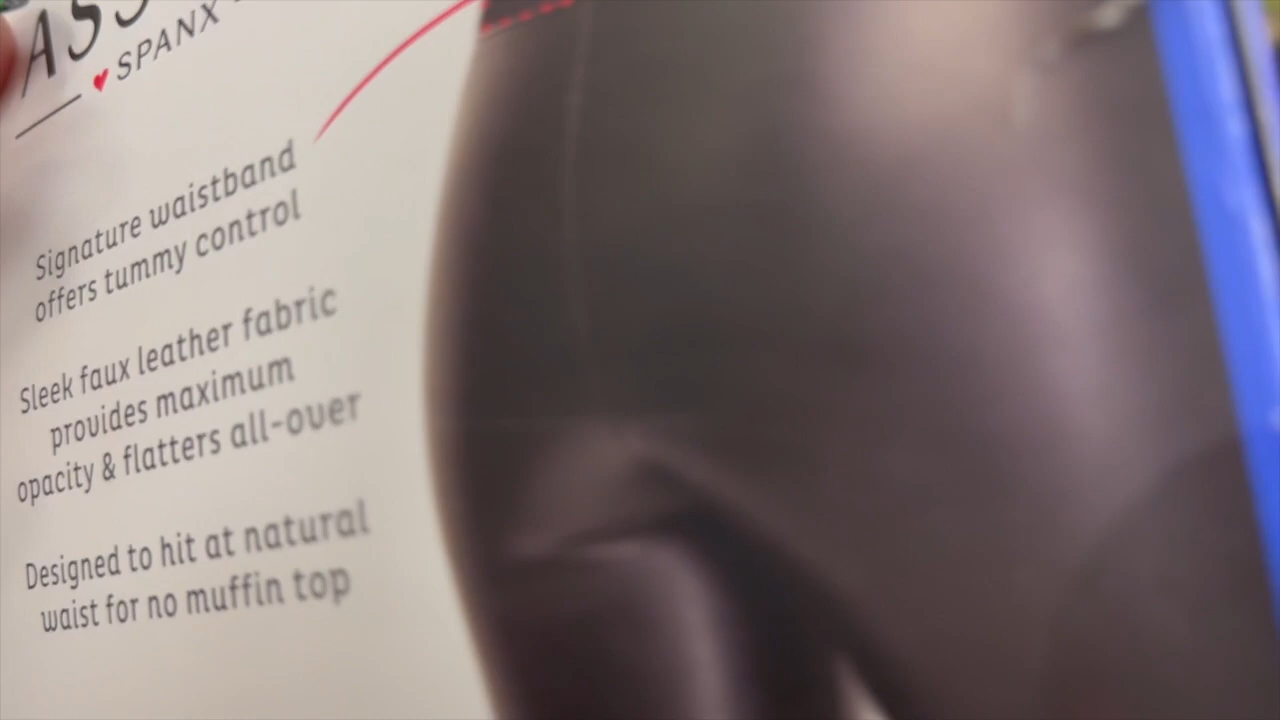 ASS
SPANX
Signature waistband
offers tummy control
Sleek faux leather fabric
provides maximum
opacity & flatters all-over
Designed to hit at natural
waist for no muffin top